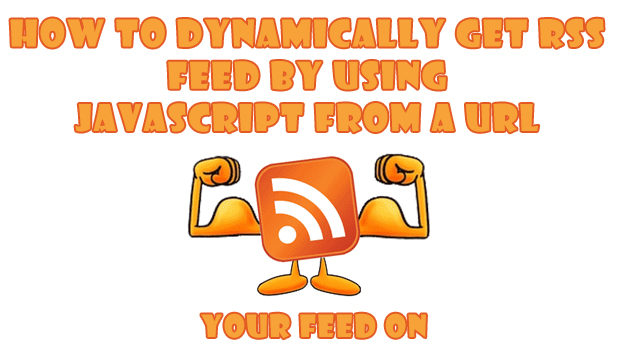 HOW TO DYNAMICALLY GET RSS
FEED BY USING
JAVASCRIPT FROM A URL
YOUR FEED ON